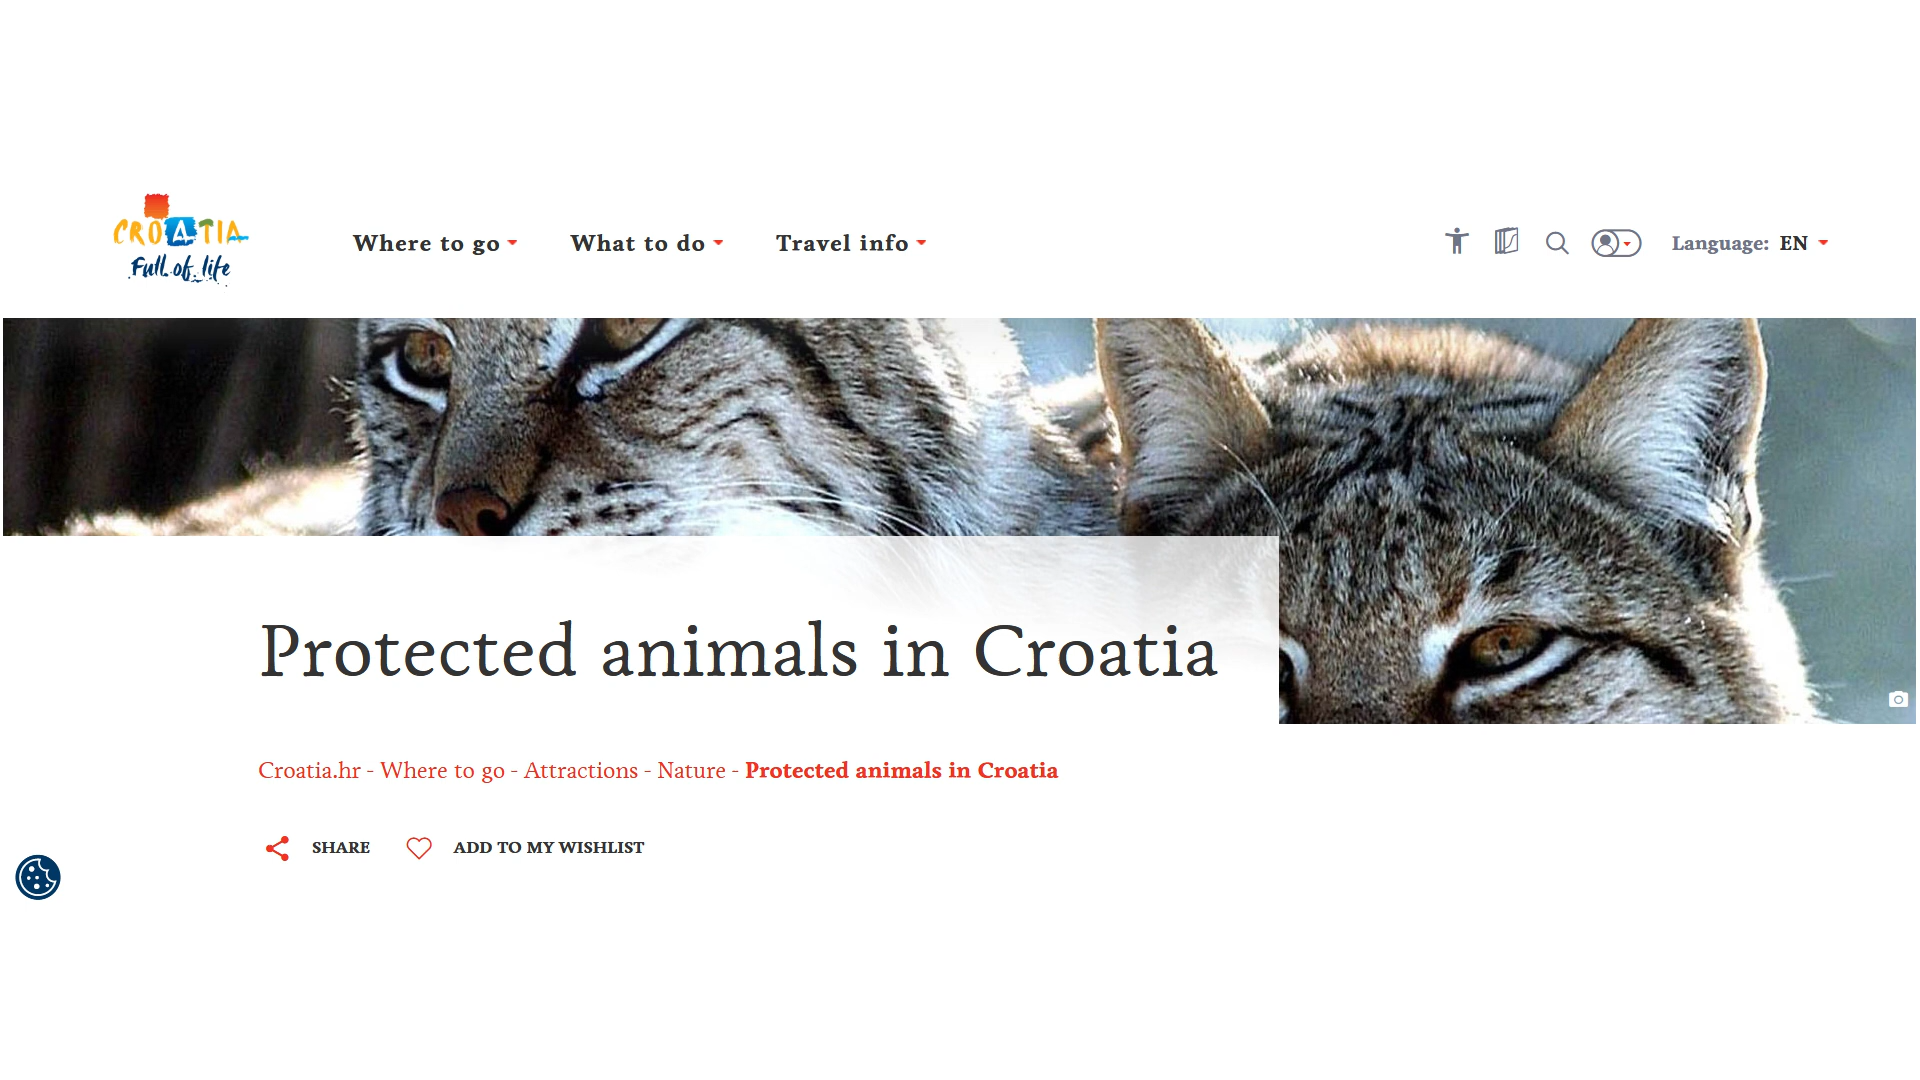 CROATIA
Full of life
Where to go
What to do
Travel info
Language: EN
Protected animals in Croatia
Croatia.hr - Where to go - Attractions - Nature - Protected animals in Croatia
SHARE
ADD TO MY WISHLIST